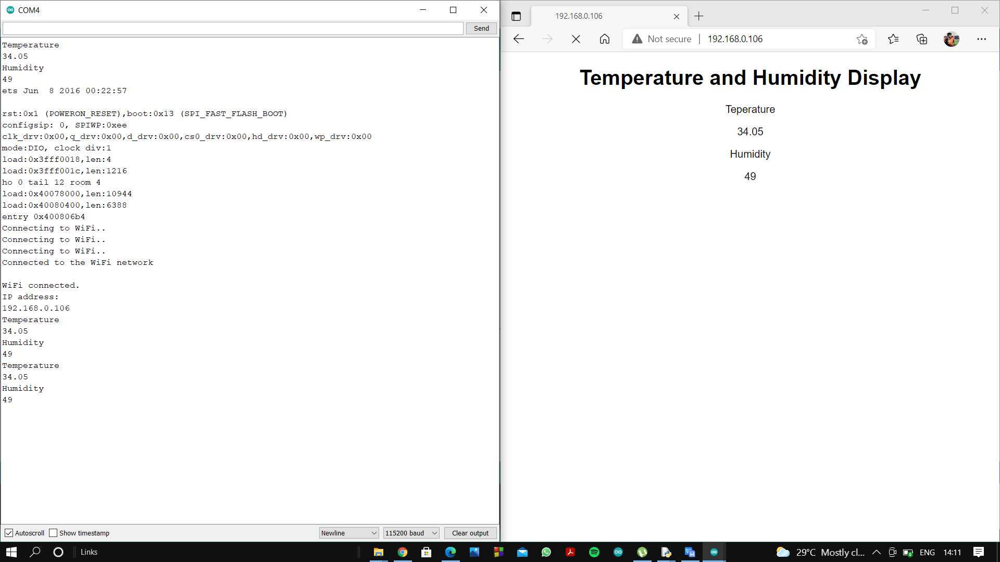 COM4
Send
Temperature
34.05
Humidity
49
ets Jun  8 2016 00:22:57

rst:0x1 (POWERON_RESET),boot:0x13 (SPI_FAST_FLASH_BOOT)
configsip: 0, SPIWP:0xee
clk_drv:0x00,q_drv:0x00,d_drv:0x00,cs0_drv:0x00,hd_drv:0x00,wp_drv:0x00
mode:DIO, clock div:1
load:0x3fff0018,len:4
load:0x3fff001c,len:1216
ho 0 tail 12 room 4
load:0x40078000,len:10944
load:0x40080400,len:6388
entry 0x400806b4
Connecting to WiFi..
Connecting to WiFi..
Connecting to WiFi..
Connected to the WiFi network

WiFi connected.
IP address:
192.168.0.106
Temperature
34.05
Humidity
49
Temperature
34.05
Humidity
49
Autoscroll Show timestamp Newline 115200 baud Clear output
192.168.0.106
Not secure 192.168.0.106
Temperature and Humidity Display
Teperature
34.05
Humidity
49
Links 29°C Mostly cl... ENG 14:11